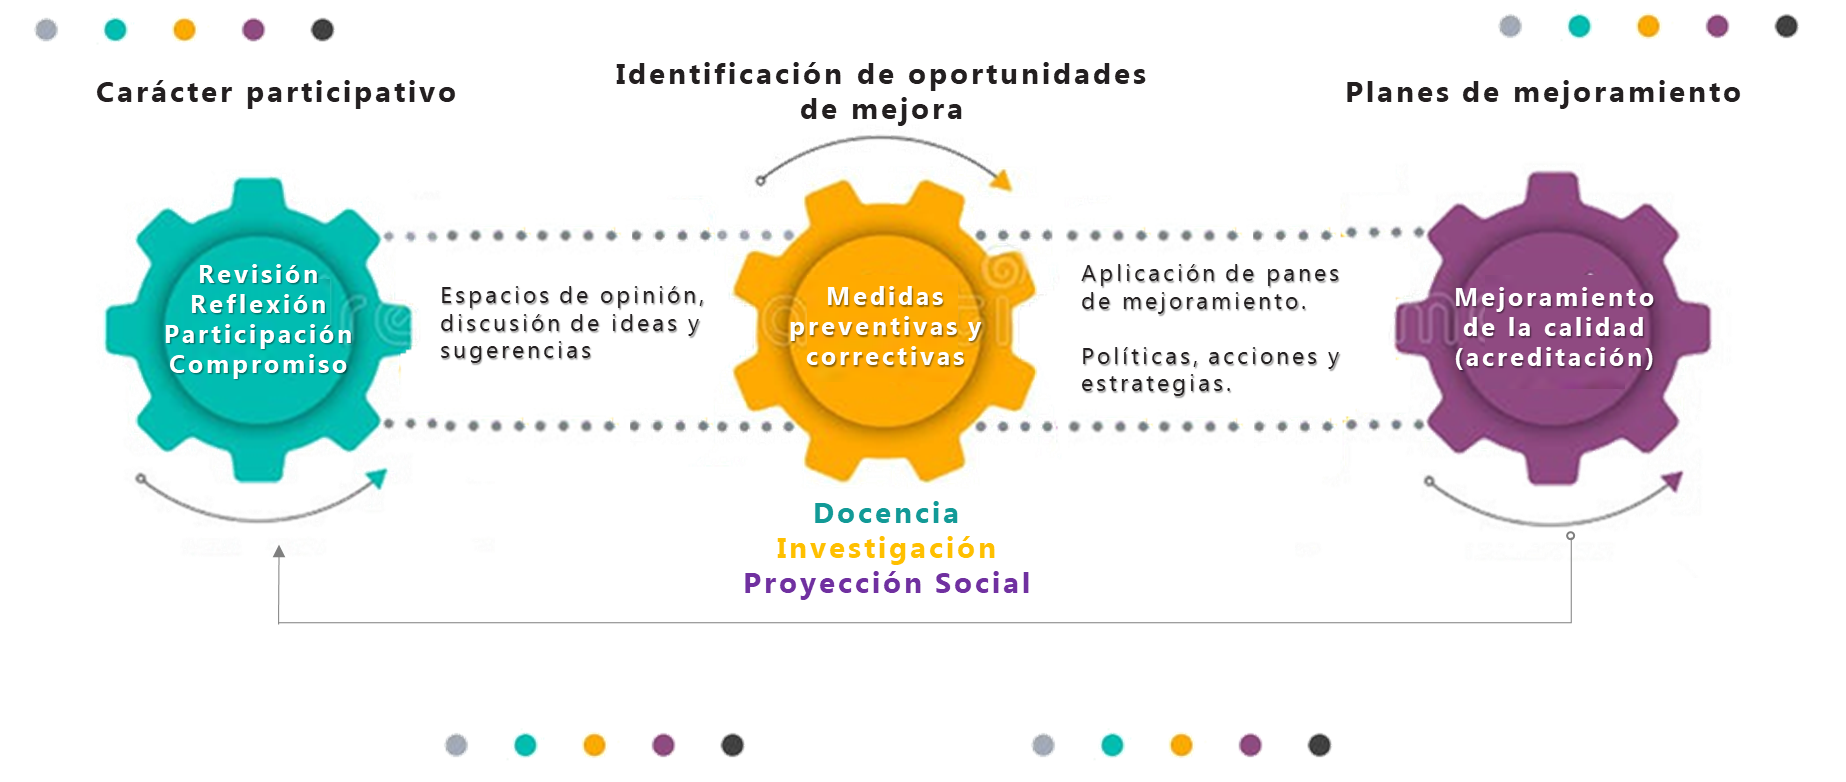 Carácter participativo
Identificación de oportunidades
de mejora
Planes de mejoramiento
Revisión
Reflexión
Participación
Compromiso
Espacios de opinión,
discusión de ideas y
sugerencias
Medidas
preventivas y
correctivas
Aplicación de panes
de mejoramiento.
Políticas, acciones y
estrategias.
Mejoramiento
de la calidad
(acreditación)
Docencia
Investigación
Proyección Social